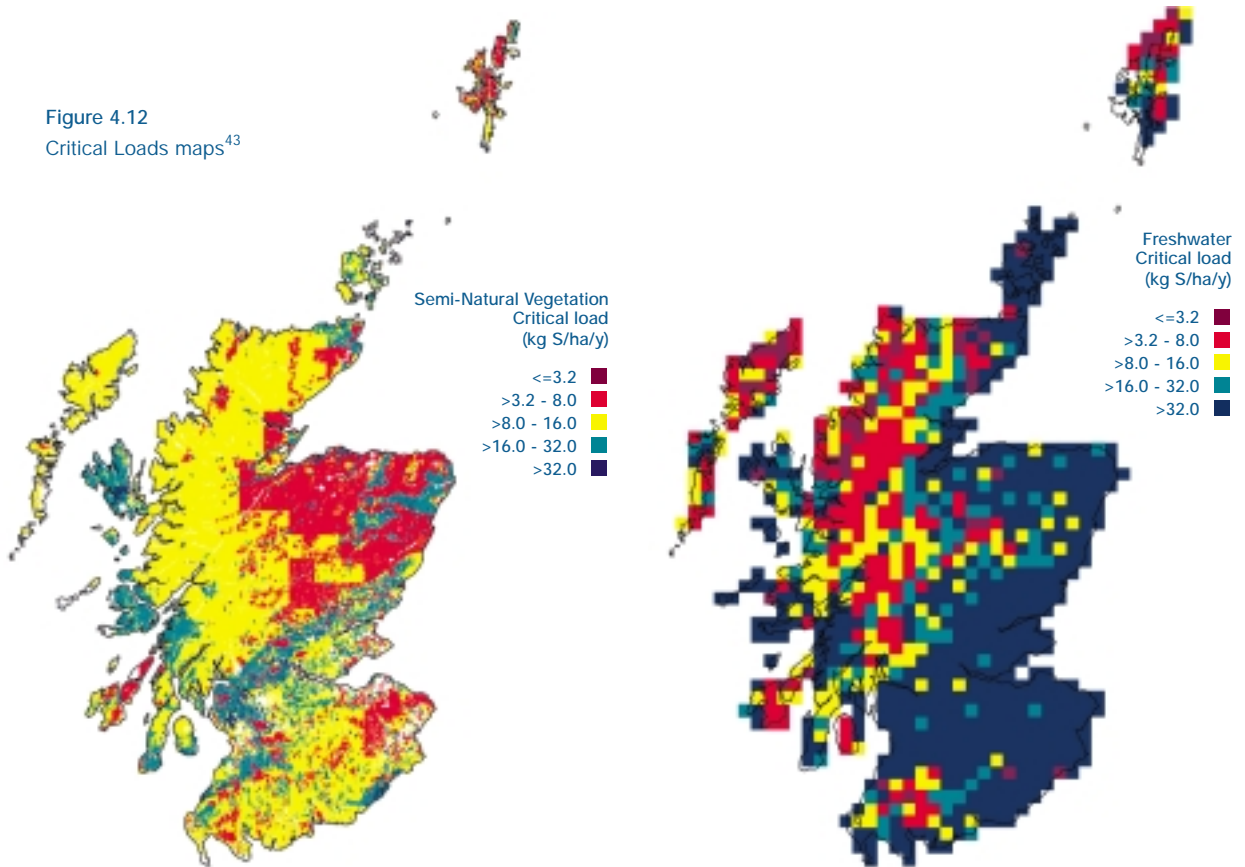 Figure 4.12
Critical Loads maps43
Semi-Natural Vegetation
Critical load
(kg S/ha/y)
<=3.2
>3.2 - 8.0
>8.0 - 16.0
>16.0 - 32.0
>32.0
Freshwater
Critical load
(kg S/ha/y)
<=3.2
>3.2 - 8.0
>8.0 - 16.0
>16.0 - 32.0
>32.0